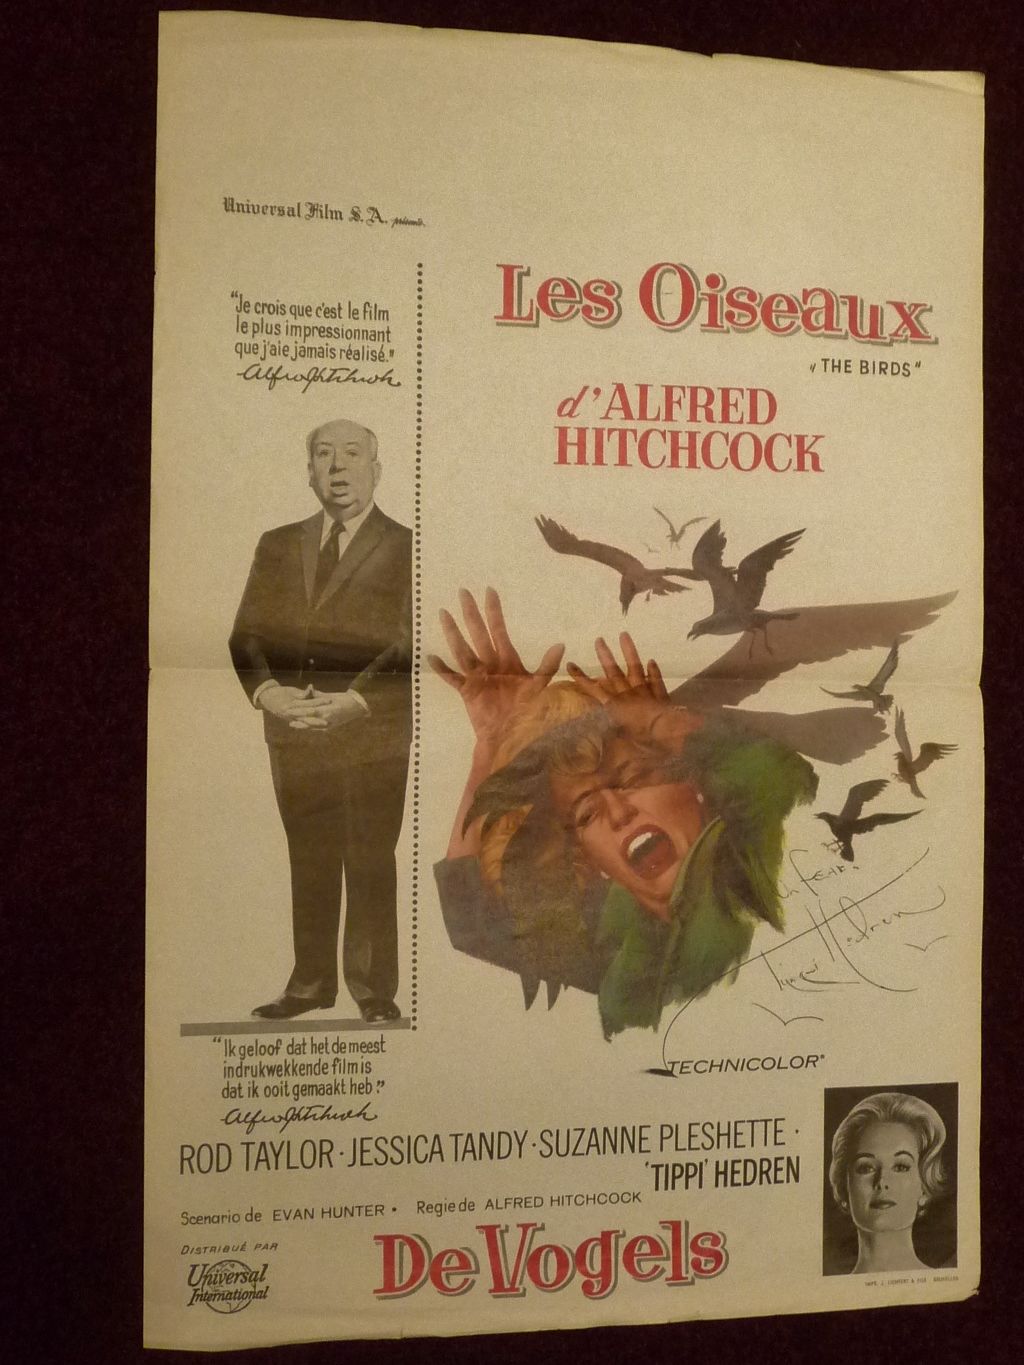 Universal Film S.A. présente
"Je crois que c'est le film
le plus impressionnant
que j'aie jamais réalisé."
Alfred Hitchcock
Les Oiseaux
"THE BIRDS"
d'ALFRED
HITCHCOCK
Tippi Hedren
TECHNICOLOR®
"Ik geloof dat het de meest
indrukwekkende film is
dat ik ooit gemaakt heb."
Alfred Hitchcock
ROD TAYLOR · JESSICA TANDY · SUZANNE PLESHETTE ·
'TIPPI' HEDREN
Scenario de EVAN HUNTER • Regie de ALFRED HITCHCOCK
De Vogels
DISTRIBUÉ PAR
Universal
International